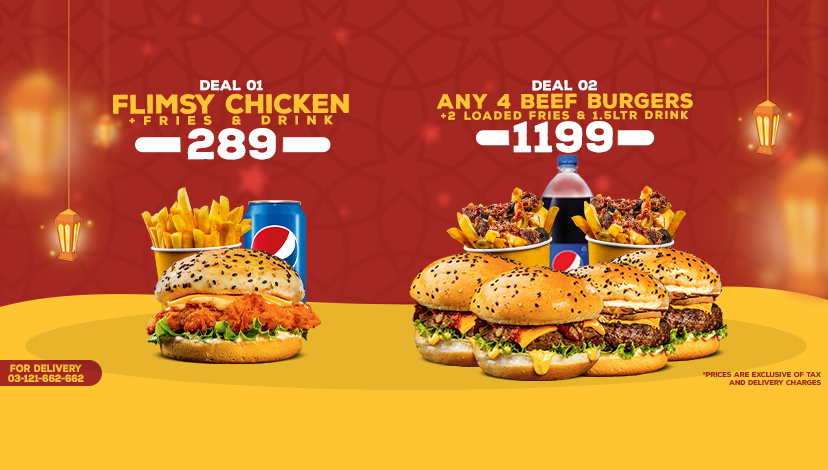 DEAL 01
FLIMSY CHICKEN
+ FRIES & DRINK
289
DEAL 02
ANY 4 BEEF BURGERS
+2 LOADED FRIES & 1.5LTR DRINK
1199
FOR DELIVERY
03-121-662-662
*PRICES ARE EXCLUSIVE OF TAX
AND DELIVERY CHARGES